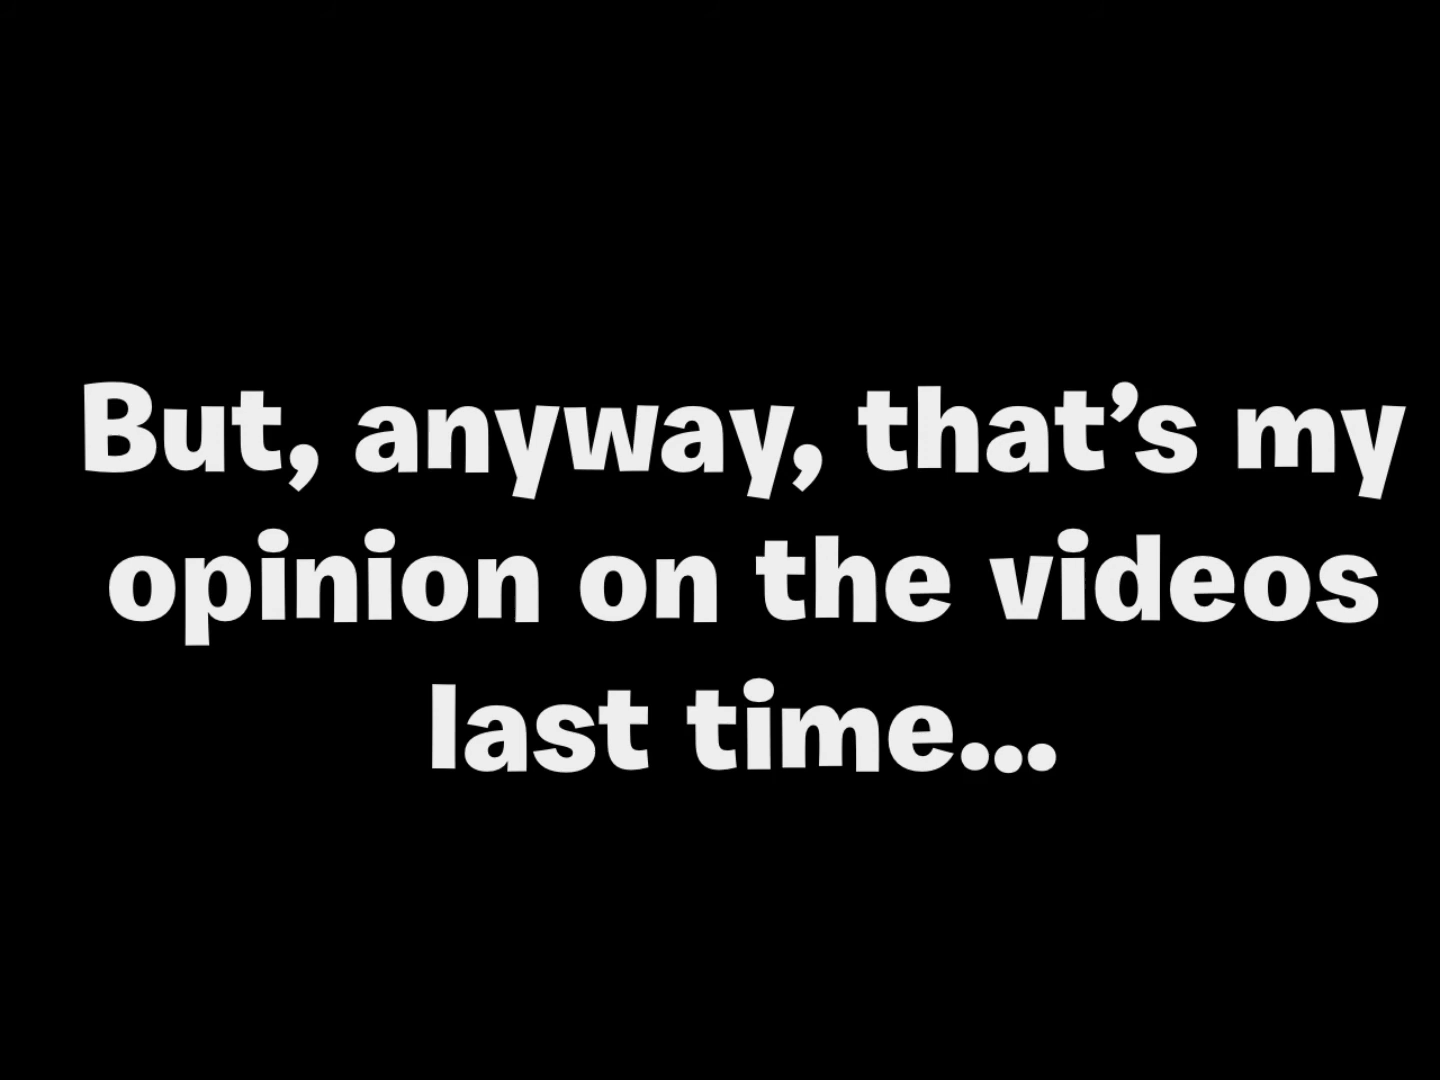 But, anyway, that’s my
opinion on the videos
last time...